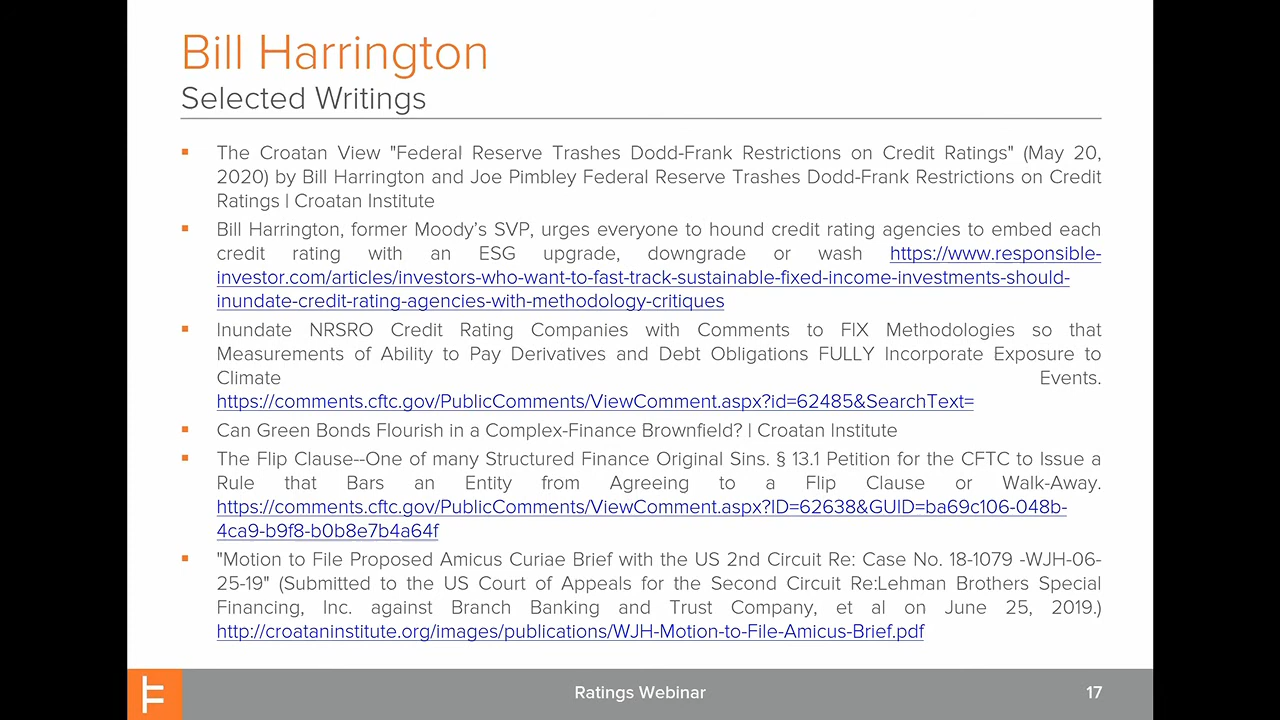 Bill Harrington
Selected Writings
▪ The Croatan View "Federal Reserve Trashes Dodd-Frank Restrictions on Credit Ratings" (May 20,
2020) by Bill Harrington and Joe Pimbley Federal Reserve Trashes Dodd-Frank Restrictions on Credit
Ratings | Croatan Institute
▪ Bill Harrington, former Moody’s SVP, urges everyone to hound credit rating agencies to embed each
credit rating with an ESG upgrade, downgrade or wash https://www.responsible-
investor.com/articles/investors-who-want-to-fast-track-sustainable-fixed-income-investments-should-
inundate-credit-rating-agencies-with-methodology-critiques
▪ Inundate NRSRO Credit Rating Companies with Comments to FIX Methodologies so that
Measurements of Ability to Pay Derivatives and Debt Obligations FULLY Incorporate Exposure to
Climate Events.
https://comments.cftc.gov/PublicComments/ViewComment.aspx?id=62485&SearchText=
▪ Can Green Bonds Flourish in a Complex-Finance Brownfield? | Croatan Institute
▪ The Flip Clause--One of many Structured Finance Original Sins. § 13.1 Petition for the CFTC to Issue a
Rule that Bars an Entity from Agreeing to a Flip Clause or Walk-Away.
https://comments.cftc.gov/PublicComments/ViewComment.aspx?ID=62638&GUID=ba69c106-048b-
4ca9-b9f8-b0b8e7b4a64f
▪ "Motion to File Proposed Amicus Curiae Brief with the US 2nd Circuit Re: Case No. 18-1079 -WJH-06-
25-19" (Submitted to the US Court of Appeals for the Second Circuit Re:Lehman Brothers Special
Financing, Inc. against Branch Banking and Trust Company, et al on June 25, 2019.)
http://croataninstitute.org/images/publications/WJH-Motion-to-File-Amicus-Brief.pdf
Ratings Webinar
17